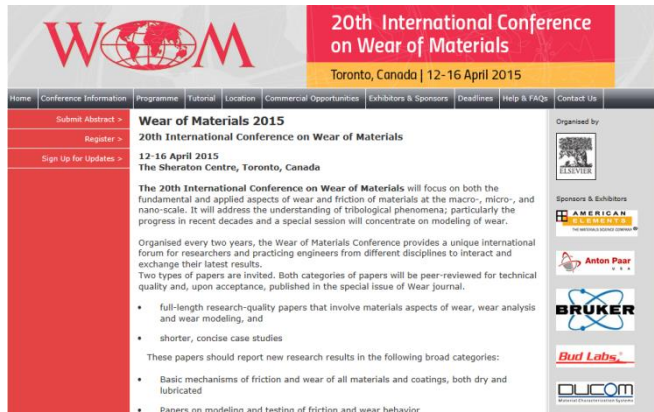 WOM
20th International Conference
on Wear of Materials
Toronto, Canada | 12-16 April 2015
Home Conference Information Programme Tutorial Location Commercial Opportunities Exhibitors & Sponsors Deadlines Help & FAQs Contact Us
Submit Abstract >
Register >
Sign Up for Updates >
Wear of Materials 2015
20th International Conference on Wear of Materials
12-16 April 2015
The Sheraton Centre, Toronto, Canada
The 20th International Conference on Wear of Materials will focus on both the
fundamental and applied aspects of wear and friction of materials at the macro-, micro-, and
nano-scale. It will address the understanding of tribological phenomena; particularly the
progress in recent decades and a special session will concentrate on modeling of wear.
Organised every two years, the Wear of Materials Conference provides a unique international
forum for researchers and practicing engineers from different disciplines to interact and
exchange their latest results.
Two types of papers are invited. Both categories of papers will be peer-reviewed for technical
quality and, upon acceptance, published in the special issue of Wear journal.
• full-length research-quality papers that involve materials aspects of wear, wear analysis
and wear modeling, and
• shorter, concise case studies
These papers should report new research results in the following broad categories:
• Basic mechanisms of friction and wear of all materials and coatings, both dry and
lubricated
• Papers on modeling and testing of friction and wear behavior
Organised by
ELSEVIER
Sponsors & Exhibitors
AMERICAN
ELEMENTS
THE MATERIALS SCIENCE COMPANY
Anton Paar
USA
BRUKER
Bud Labs
DUCOM
Material Characterization Systems